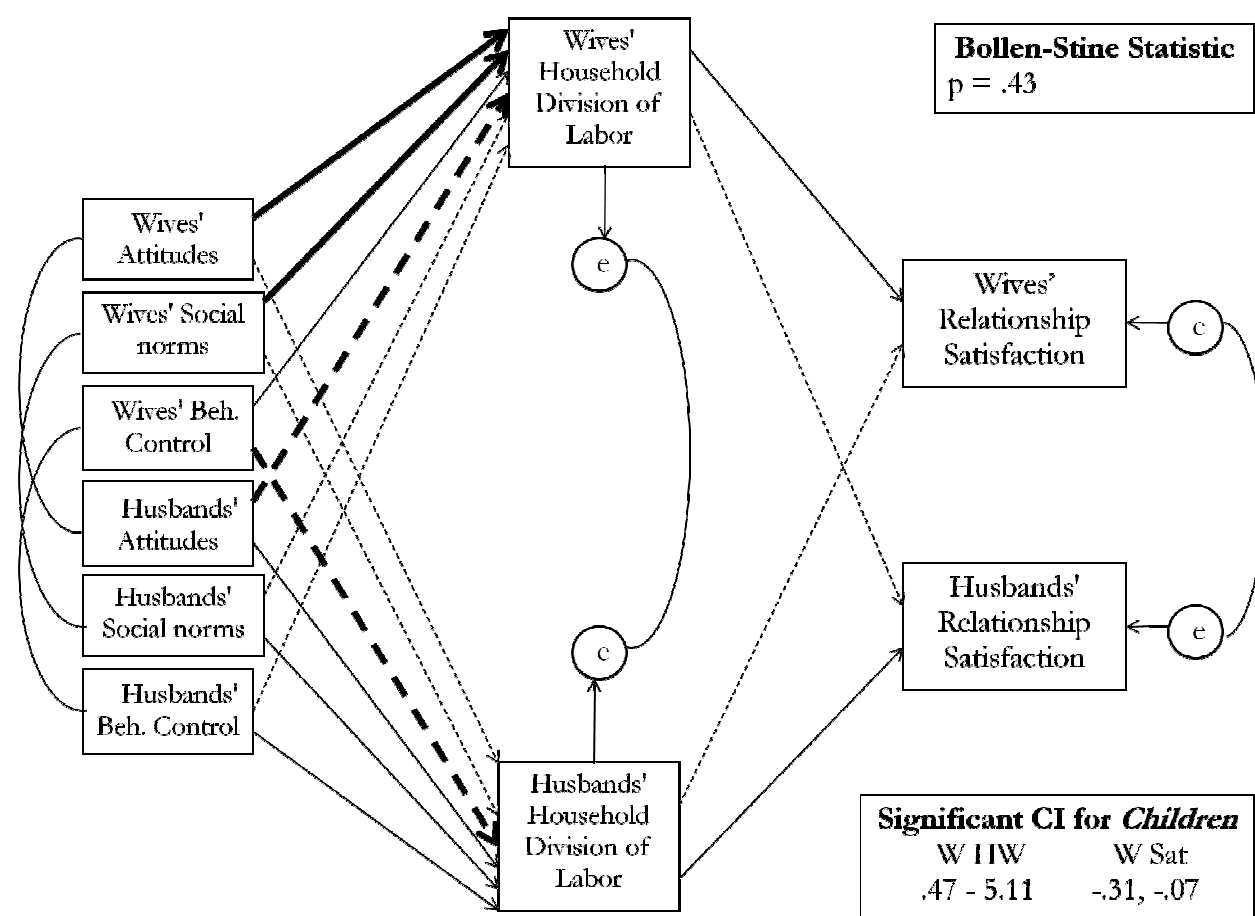 Wives'
Household
Division of
Labor
Bollen-Stine Statistic
p = .43
Wives'
Attitudes
Wives' Social
norms
Wives' Beh.
Control
Husbands'
Attitudes
Husbands'
Social norms
Husbands'
Beh. Control
e
e
Wives'
Relationship
Satisfaction
e
Husbands'
Relationship
Satisfaction
e
Husbands'
Household
Division of
Labor
Significant CI for Children
W HW W Sat
.47 - 5.11 -.31, -.07